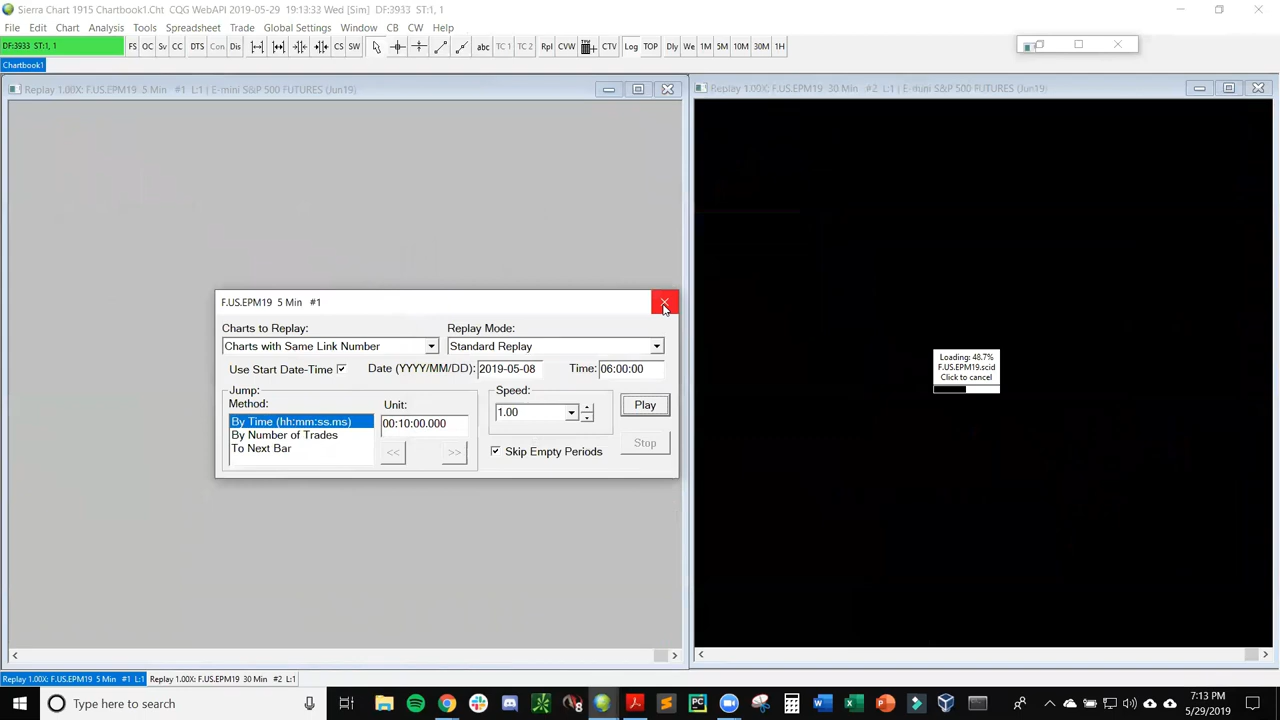 Sierra Chart 1915 Chartbook1.Cht CQG WebAPI 2019-05-29 19:13:33 Wed [Sim] DF:3933 ST:1, 1
File Edit Chart Analysis Tools Spreadsheet Trade Global Settings Window CB CW Help
DF:3933 ST:1, 1 FS OC Sv CC DTS Con Dis CS SW abc TC 1 TC 2 Rpl CVW CTV Log TOP Dly We 1M 5M 10M 30M 1H
Chartbook1
Replay 1.00X: F.US.EPM19 5 Min #1 L:1 | E-mini S&P 500 FUTURES (Jun19)
Replay 1.00X: F.US.EPM19 30 Min #2 L:1 | E-mini S&P 500 FUTURES (Jun19)
F.US.EPM19 5 Min #1
Charts to Replay: Replay Mode:
Charts with Same Link Number Standard Replay
Use Start Date-Time Date (YYYY/MM/DD): 2019-05-08 Time: 06:00:00
Jump: Speed:
Method: Unit:
By Time (hh:mm:ss.ms) 00:10:00.000 1.00 Play
By Number of Trades
To Next Bar << >> Skip Empty Periods Stop
Loading: 48.7%
F.US.EPM19.scid
Click to cancel
Replay 1.00X: F.US.EPM19 5 Min #1 L:1 Replay 1.00X: F.US.EPM19 30 Min #2 L:1
Type here to search
7:13 PM
5/29/2019